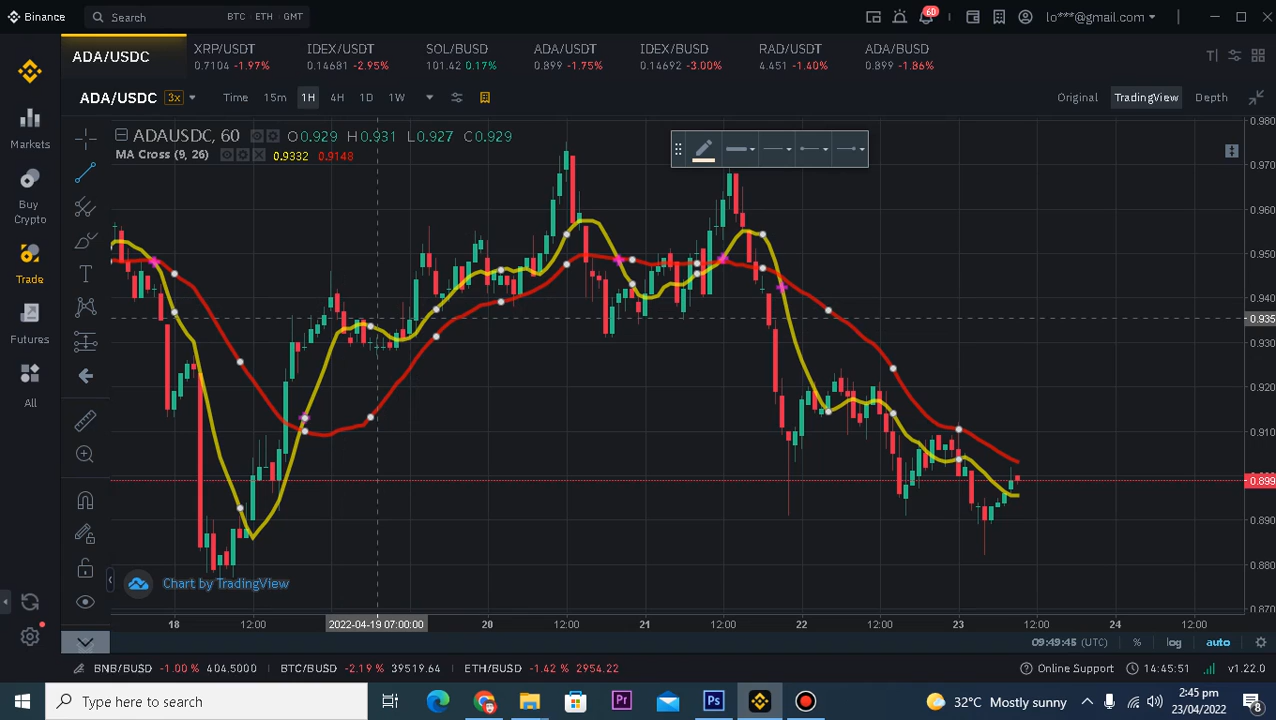 Binance
Search BTC ETH GMT
60
lo***@gmail.com
ADA/USDC
XRP/USDT
0.7104 -1.97%
IDEX/USDT
0.14681 -2.95%
SOL/BUSD
101.42 0.17%
ADA/USDT
0.899 -1.75%
IDEX/BUSD
0.14692 -3.00%
RAD/USDT
4.451 -1.40%
ADA/BUSD
0.899 -1.86%
ADA/USDC 3x Time 15m 1H 4H 1D 1W Original TradingView Depth
Markets
Buy
Crypto
Trade
Futures
All
ADAUSDC, 60 O0.929 H0.931 L0.927 C0.929
MA Cross (9, 26) 0.9332 0.9148
0.980
0.970
0.960
0.950
0.940
0.935
0.930
0.920
0.910
0.899
0.890
0.880
0.870
Chart by TradingView
18 12:00 2022-04-19 07:00:00 20 12:00 21 12:00 22 12:00 23 12:00 24 12:00
09:49:45 (UTC) % log auto
BNB/BUSD -1.00 % 404.5000 BTC/BUSD -2.19 % 39519.64 ETH/BUSD -1.42 % 2954.22 Online Support 14:45:51 v1.22.0
Type here to search
Pr
Ps
32°C Mostly sunny
2:45 pm
23/04/2022
8